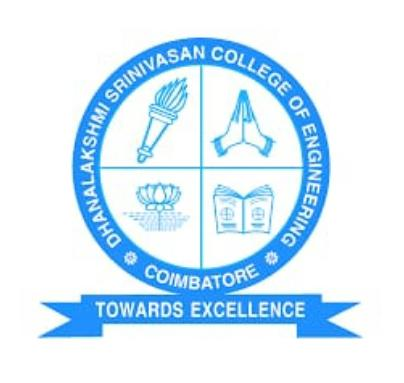 DHANALAKSHMI SRINIVASAN COLLEGE OF ENGINEERING
COIMBATORE
TOWARDS EXCELLENCE